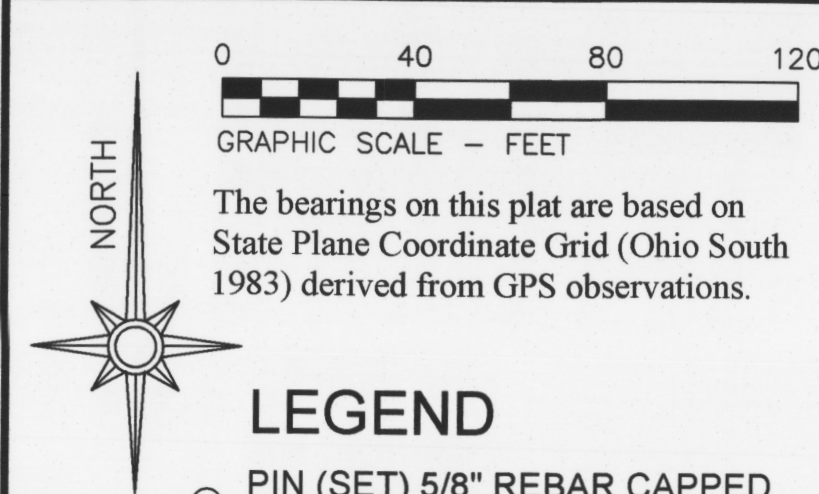 0 40 80 120
GRAPHIC SCALE – FEET
NORTH
The bearings on this plat are based on
State Plane Coordinate Grid (Ohio South
1983) derived from GPS observations.
LEGEND
PIN (SET) 5/8" REBAR CAPPED